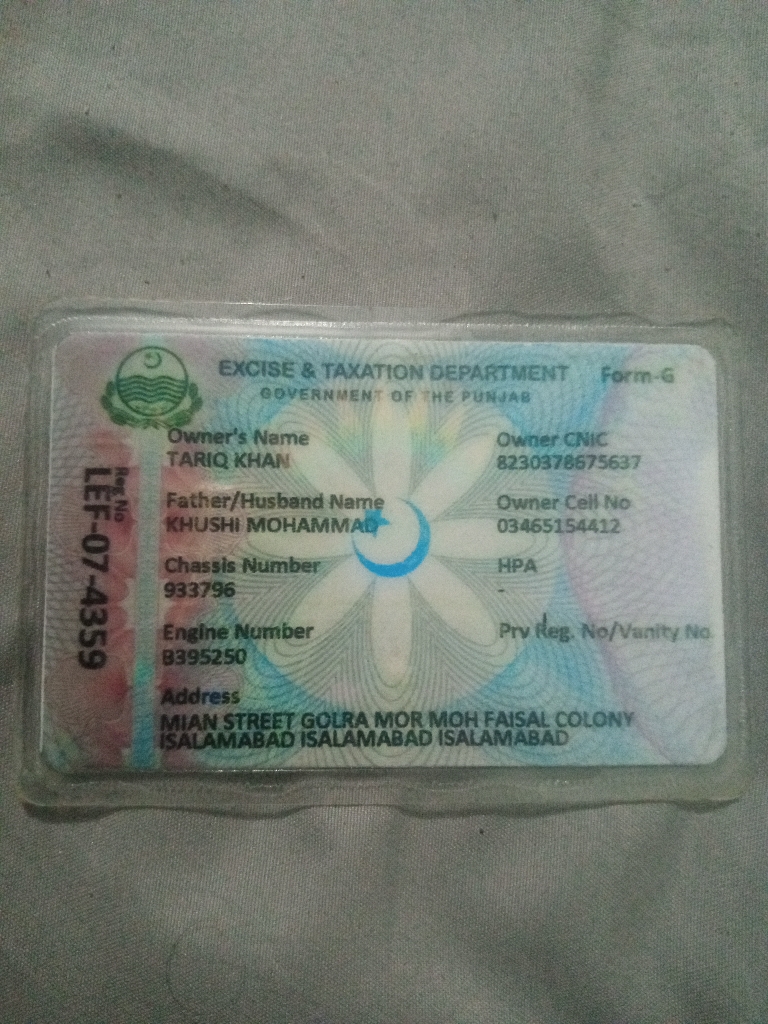 EXCISE & TAXATION DEPARTMENT Form-G
GOVERNMENT OF THE PUNJAB
Reg. No
LEF-07-4359
Owner's Name
TARIQ KHAN
Owner CNIC
8230378675637
Father/Husband Name
KHUSHI MOHAMMAD
Owner Cell No
03465154412
Chassis Number
933796
HPA
-
Engine Number
B395250
Prv Reg. No/Vanity No
Address
MIAN STREET GOLRA MOR MOH FAISAL COLONY
ISALAMABAD ISALAMABAD ISALAMABAD